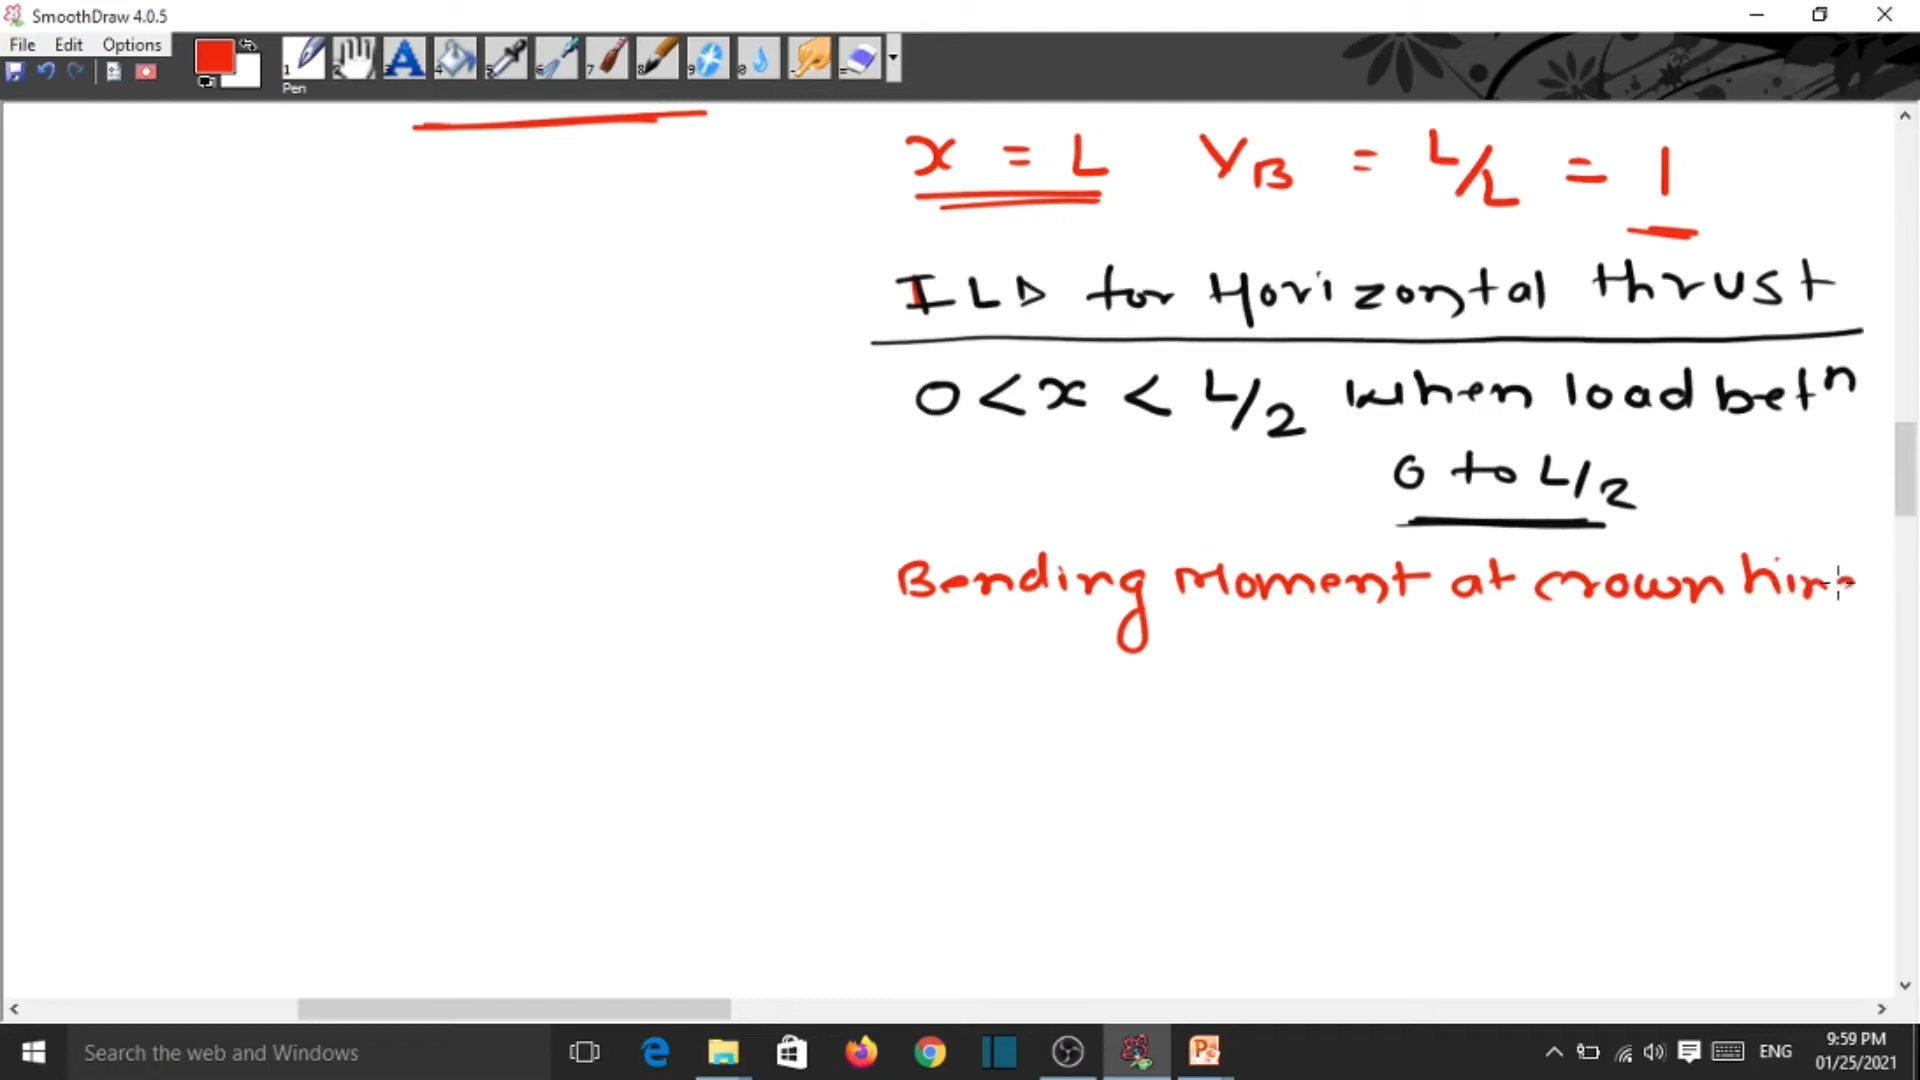 SmoothDraw 4.0.5
File Edit Options
Pen
x = L VB = L/L = 1
ILD for Horizontal thrust
0 < x < L/2 when load betn
0 to L/2
Bending Moment at crown hin
Search the web and Windows
ENG
9:59 PM
01/25/2021